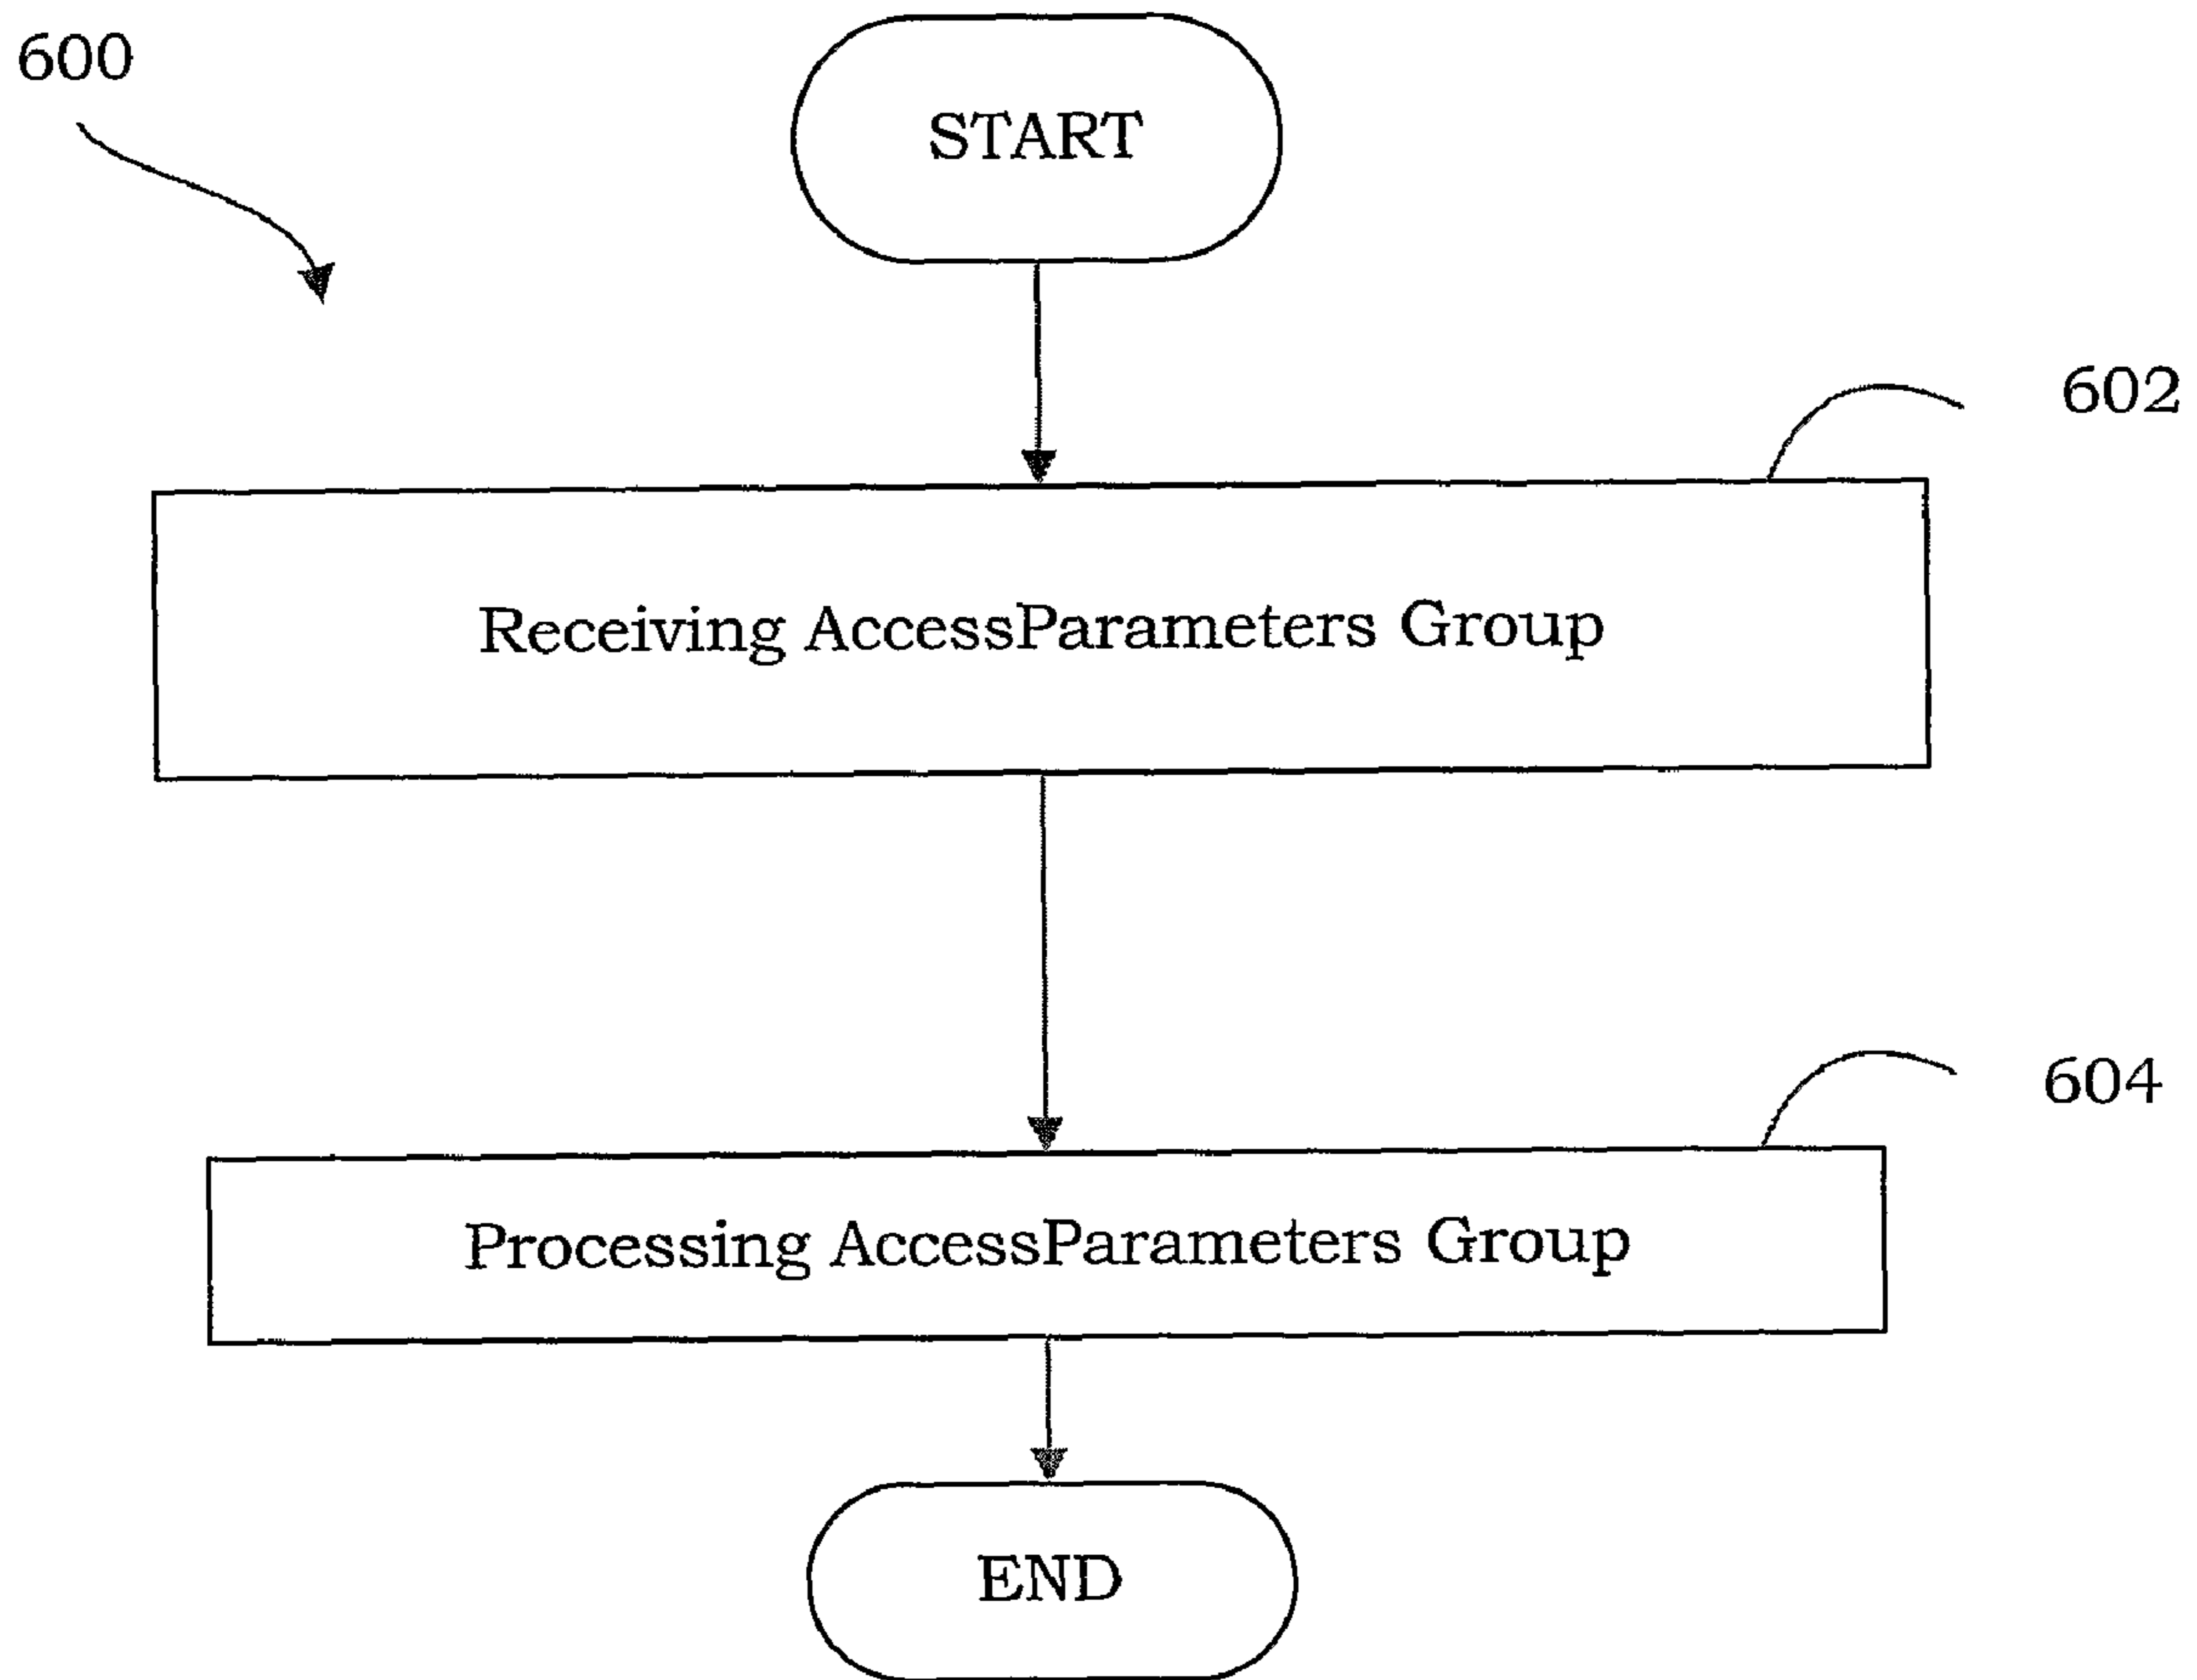 600
START
602
Receiving AccessParameters Group
604
Processing AccessParameters Group
END